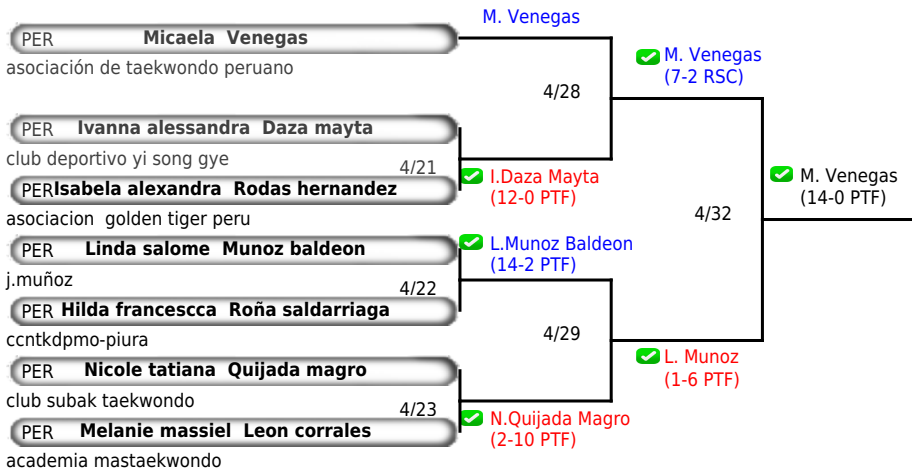 M. Venegas
PER Micaela Venegas
asociación de taekwondo peruano
M. Venegas
(7-2 RSC)
4/28
PER Ivanna alessandra Daza mayta
club deportivo yi song gye
4/21
I.Daza Mayta
(12-0 PTF)
PERIsabela alexandra Rodas hernandez
asociacion golden tiger peru
M. Venegas
(14-0 PTF)
4/32
PER Linda salome Munoz baldeon
j.muñoz
L.Munoz Baldeon
(14-2 PTF)
4/22
PER Hilda francescca Roña saldarriaga
ccntkdpmo-piura
4/29
L. Munoz
(1-6 PTF)
PER Nicole tatiana Quijada magro
club subak taekwondo
4/23
N.Quijada Magro
(2-10 PTF)
PER Melanie massiel Leon corrales
academia mastaekwondo